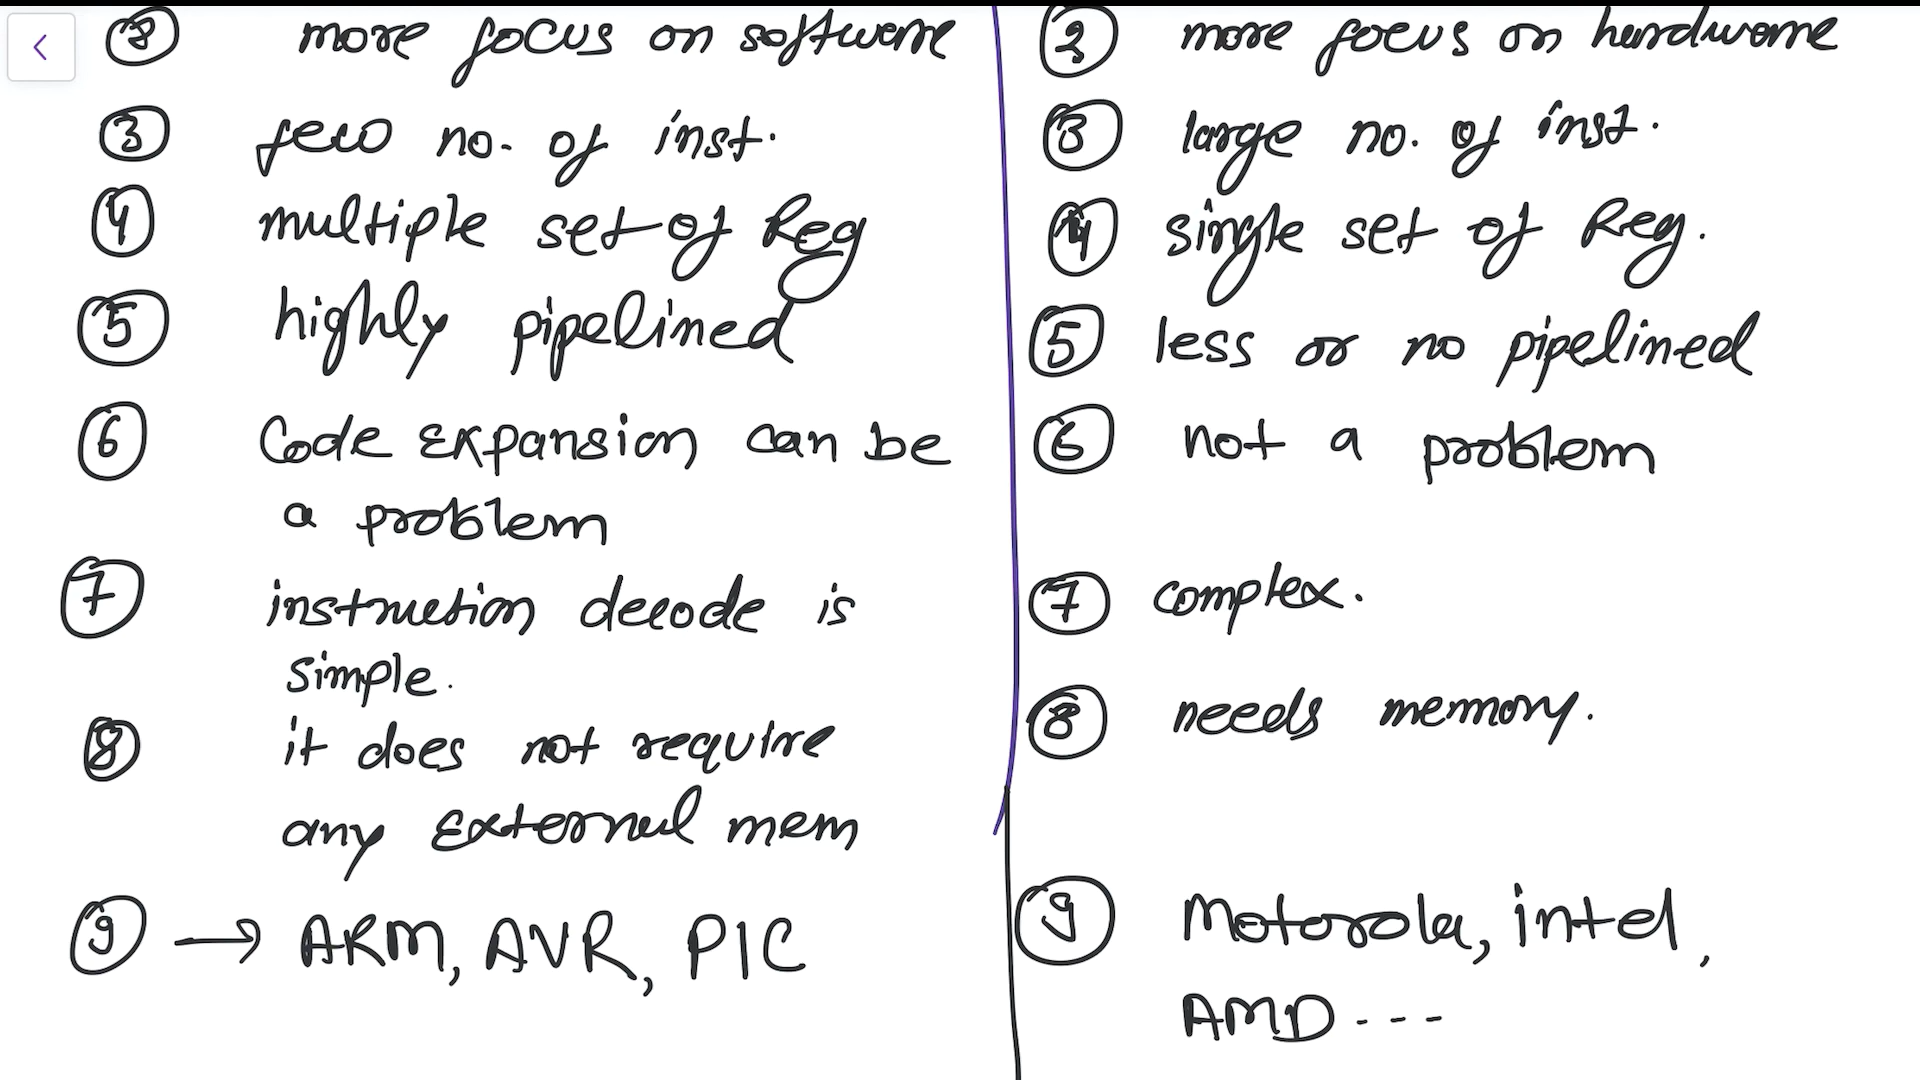 ② more focus on software
③ few no. of inst.
④ multiple set of Reg
⑤ highly pipelined
⑥ Code Expansion can be
a problem
⑦ instruction decode is
simple.
⑧ it does not require
any External mem
⑨ → ARM, AVR, PIC
② more focus on hardware
③ large no. of inst.
④ single set of Reg.
⑤ less or no pipelined
⑥ not a problem
⑦ complex.
⑧ needs memory.
⑨ Motorola, intel,
AMD ----